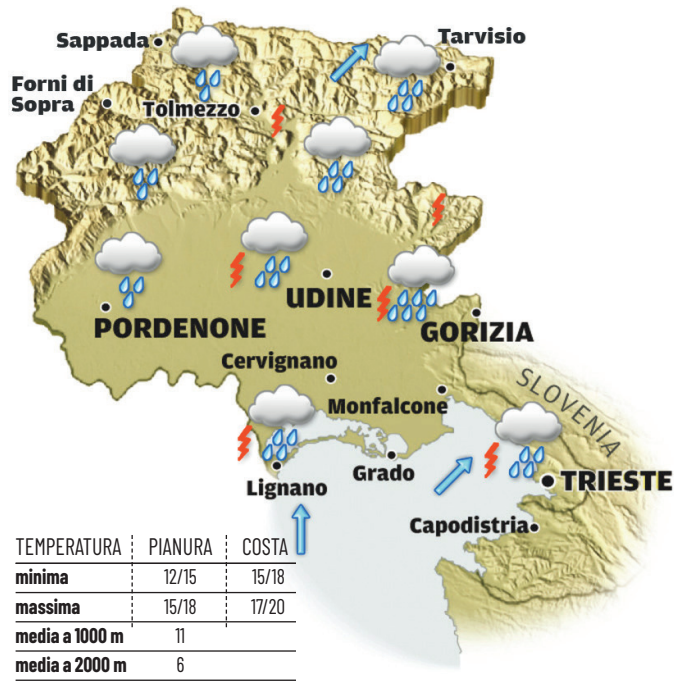 Sappada
Tarvisio
Forni di
Sopra
Tolmezzo
UDINE
PORDENONE
GORIZIA
Cervignano
SLOVENIA
Monfalcone
Grado
TRIESTE
Lignano
Capodistria
TEMPERATURA PIANURA COSTA
minima 12/15 15/18
massima 15/18 17/20
media a 1000 m 11
media a 2000 m 6